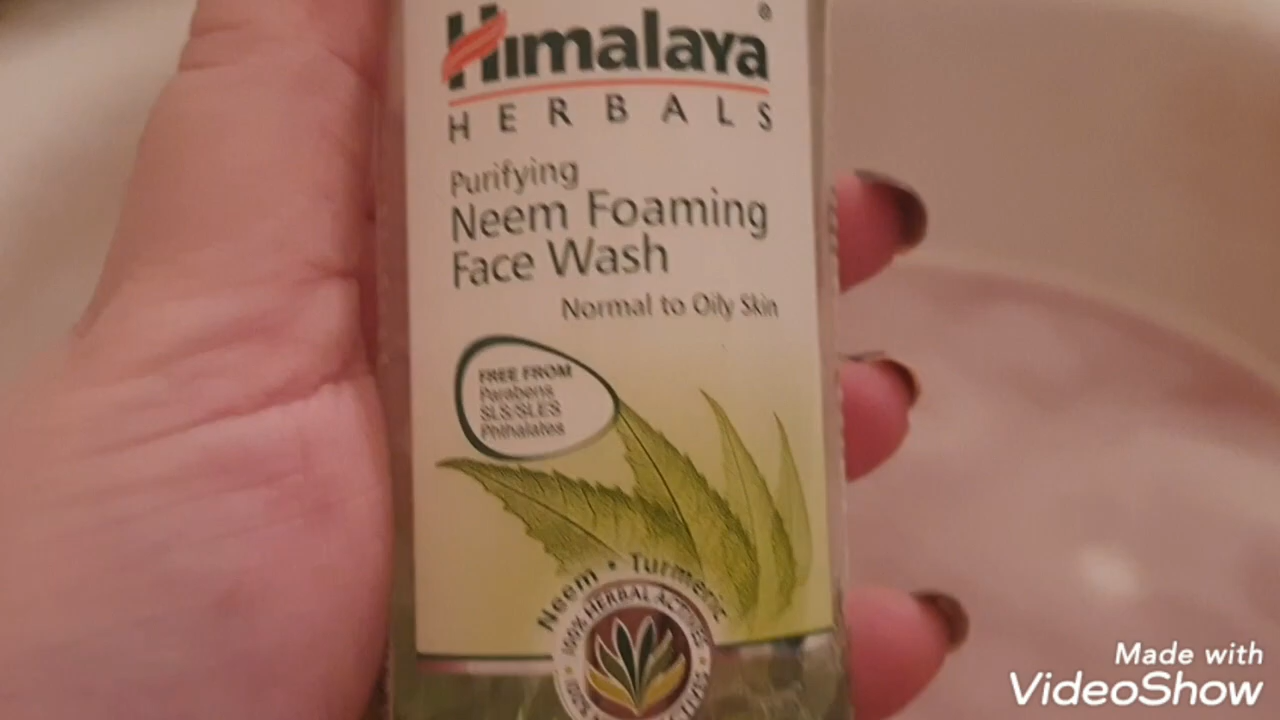 Himalaya®
HERBALS
Purifying
Neem Foaming
Face Wash
Normal to Oily Skin
FREE FROM
Parabens
SLS/SLES
Phthalates
Neem • Turmeric
100% HERBAL ACTIVES
Made with
VideoShow